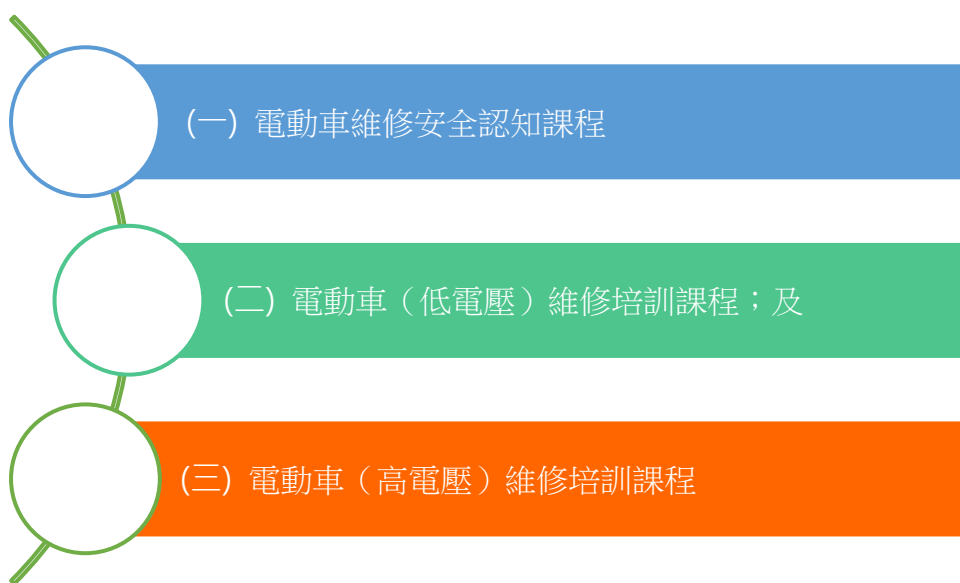 (一) 電動車維修安全認知課程
(二) 電動車（低電壓）維修培訓課程；及
(三) 電動車（高電壓）維修培訓課程